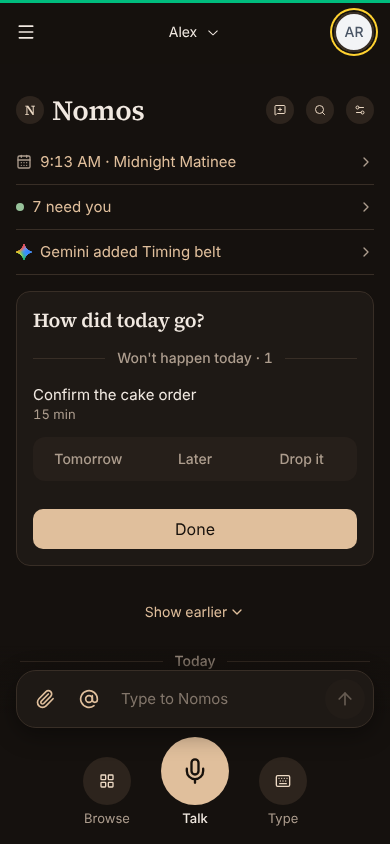 Alex
AR
N Nomos
9:13 AM · Midnight Matinee
7 need you
Gemini added Timing belt
How did today go?
Won't happen today · 1
Confirm the cake order
15 min
Tomorrow Later Drop it
Done
Show earlier
Today
@ Type to Nomos
Browse Talk Type